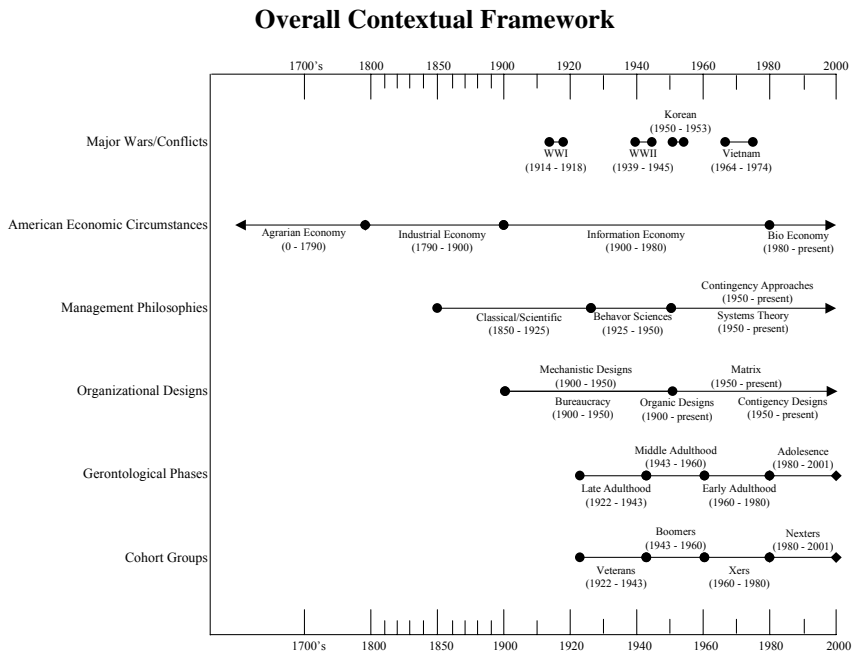 Overall Contextual Framework
1700's 1800 1850 1900 1920 1940 1960 1980 2000
Major Wars/Conflicts
Korean
(1950 - 1953)
WWI
(1914 - 1918)
WWII
(1939 - 1945)
Vietnam
(1964 - 1974)
American Economic Circumstances
Agrarian Economy
(0 - 1790)
Industrial Economy
(1790 - 1900)
Information Economy
(1900 - 1980)
Bio Economy
(1980 - present)
Management Philosophies
Contingency Approaches
(1950 - present)
Classical/Scientific
(1850 - 1925)
Behavor Sciences
(1925 - 1950)
Systems Theory
(1950 - present)
Organizational Designs
Mechanistic Designs
(1900 - 1950)
Matrix
(1950 - present)
Bureaucracy
(1900 - 1950)
Organic Designs
(1900 - present)
Contigency Designs
(1950 - present)
Gerontological Phases
Middle Adulthood
(1943 - 1960)
Adolesence
(1980 - 2001)
Late Adulthood
(1922 - 1943)
Early Adulthood
(1960 - 1980)
Cohort Groups
Boomers
(1943 - 1960)
Nexters
(1980 - 2001)
Veterans
(1922 - 1943)
Xers
(1960 - 1980)
1700's 1800 1850 1900 1920 1940 1960 1980 2000